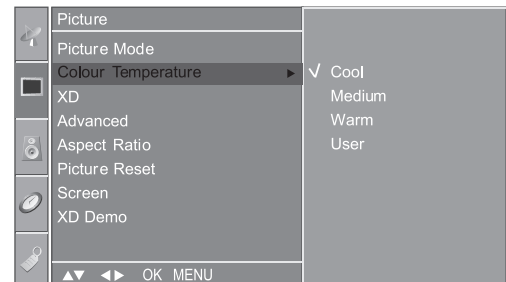 Picture
Picture Mode
Colour Temperature
XD
Advanced
Aspect Ratio
Picture Reset
Screen
XD Demo
▲▼ ◄► OK MENU
√ Cool
Medium
Warm
User